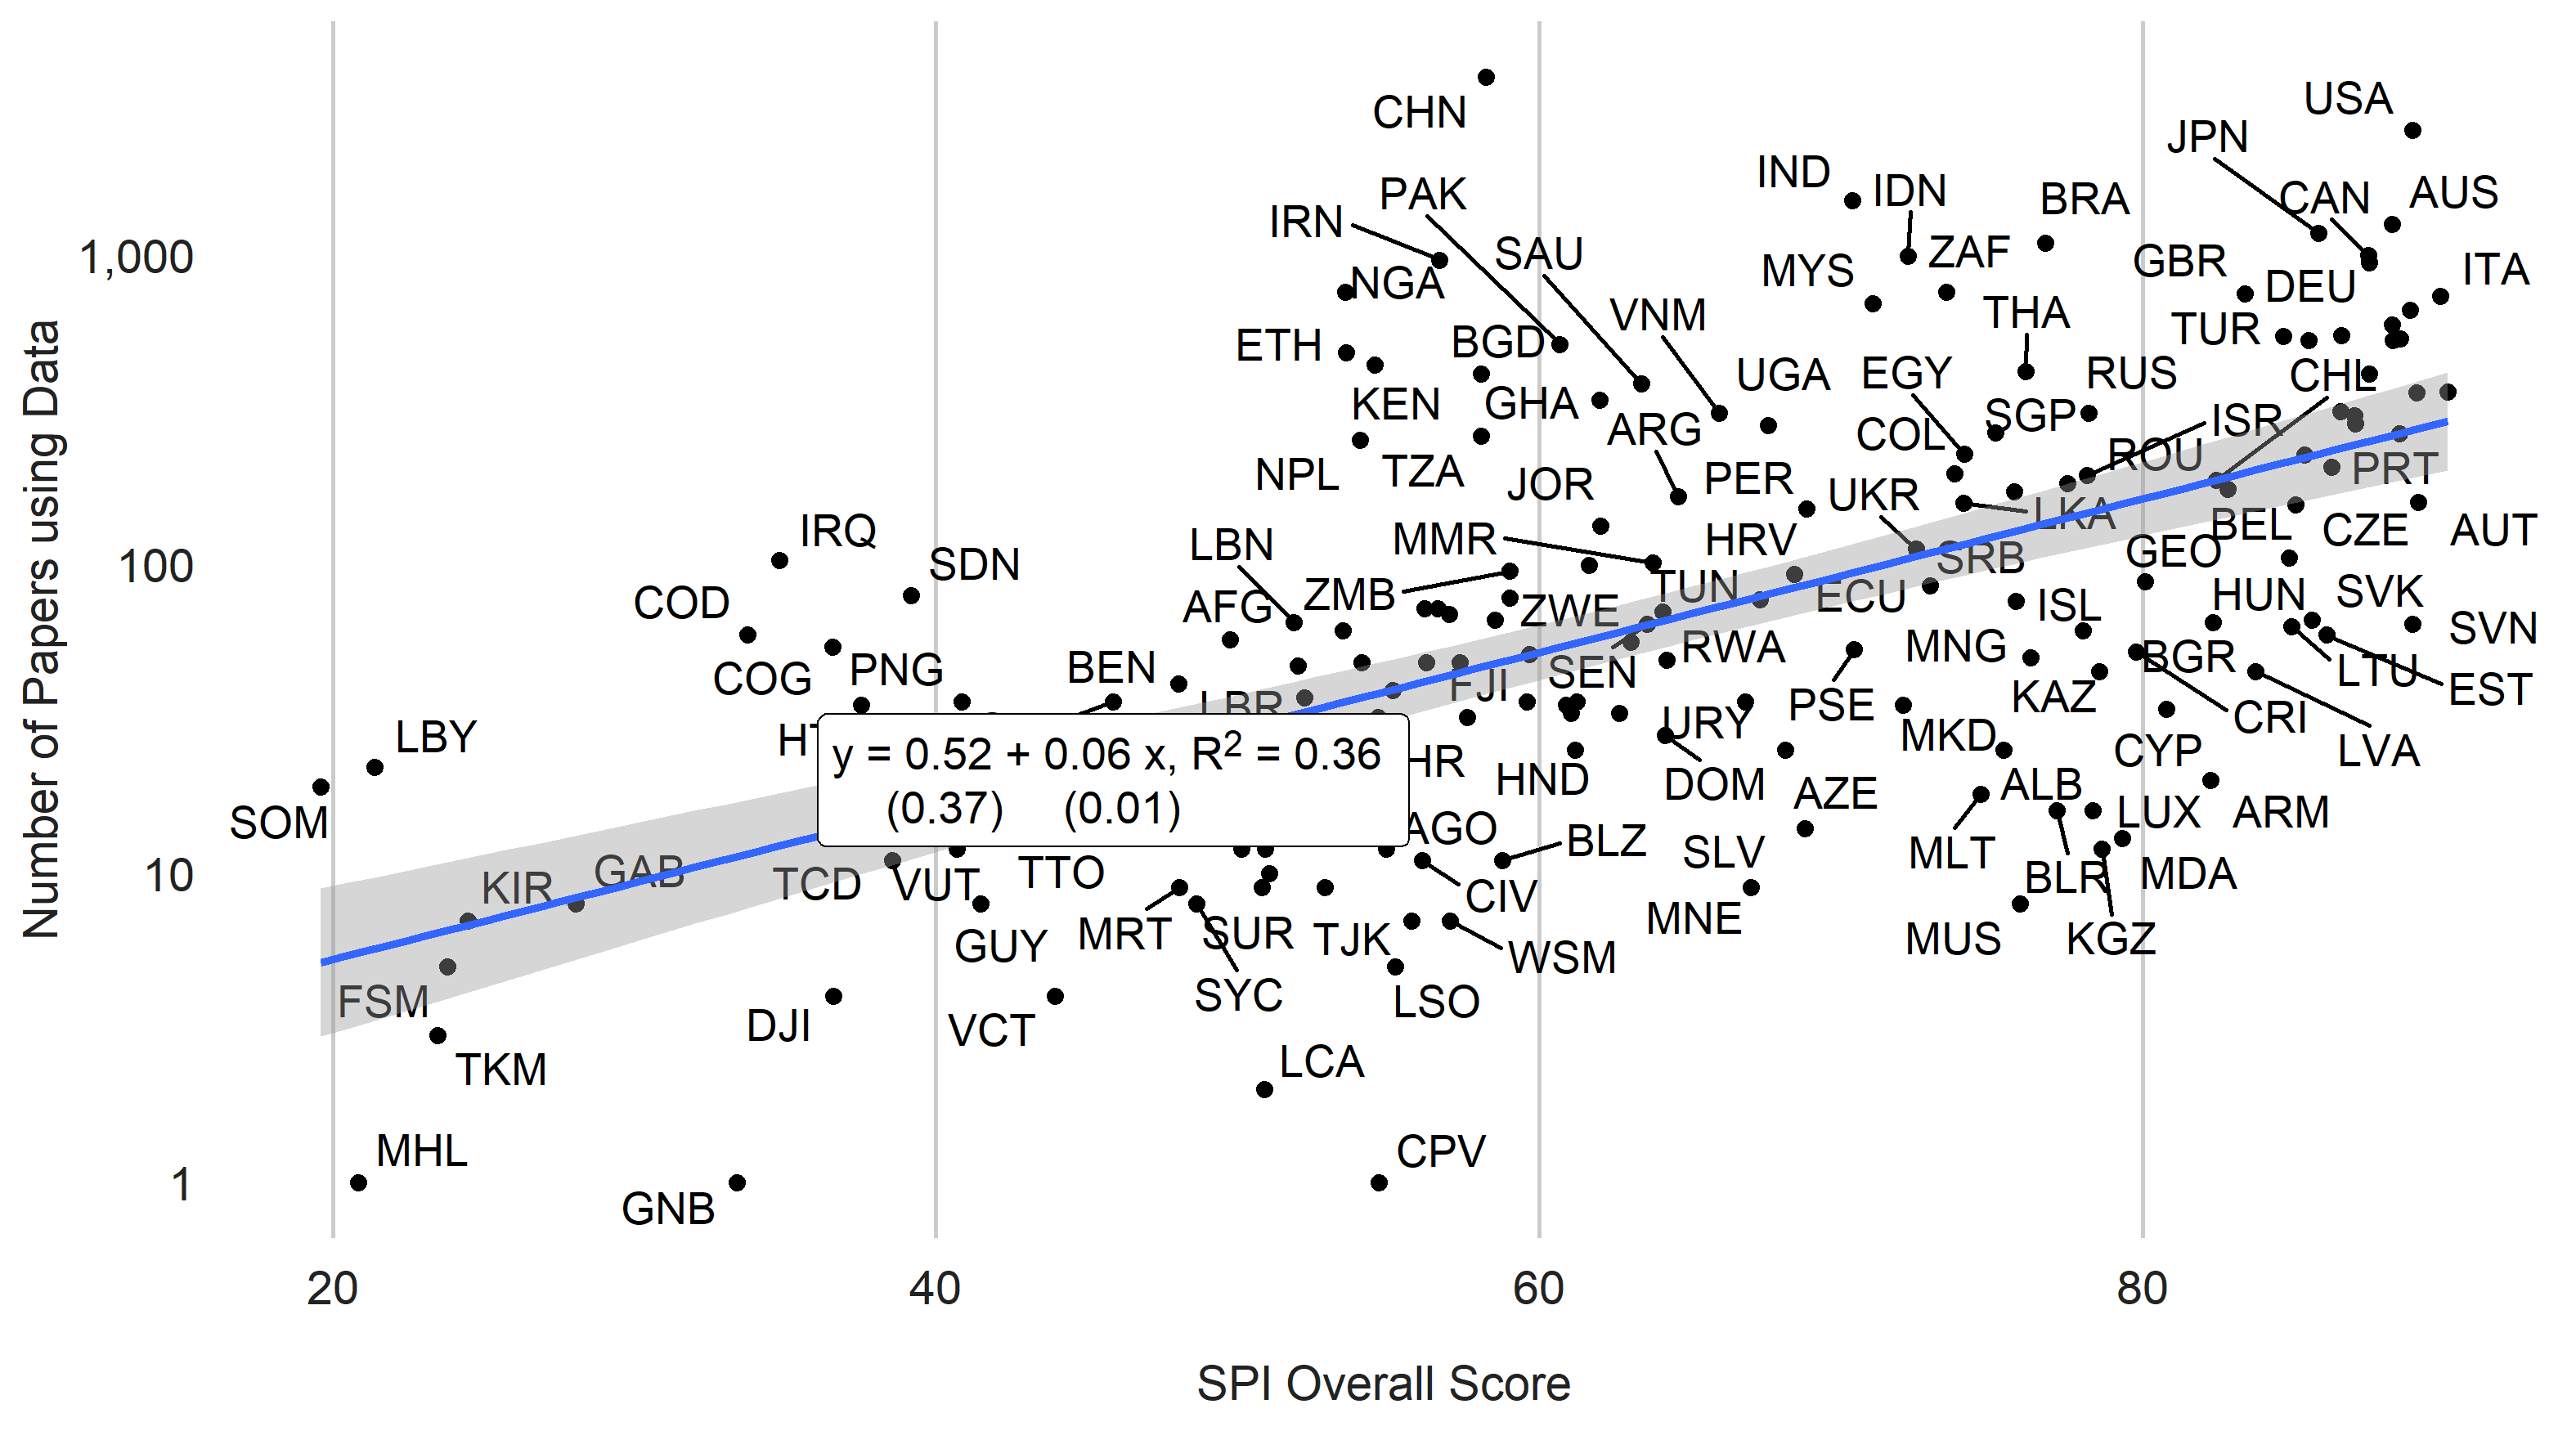 CHN
USA
JPN
PAK
IND
IDN
BRA
CAN
AUS
IRN
SAU
ZAF
1,000
NGA
MYS
GBR
DEU
ITA
VNM
THA
TUR
ETH
BGD
UGA
EGY
RUS
CHL
KEN
GHA
ARG
COL
SGP
ISR
NPL
TZA
JOR
PER
UKR
ROU
PRT
LKA
IRQ
SDN
LBN
MMR
HRV
SRB
GEO
BEL
CZE
AUT
100
COD
AFG
ZMB
ZWE
TUN
ECU
ISL
HUN
SVK
SVN
COG
PNG
BEN
LBR
FJI
SEN
RWA
PSE
MNG
KAZ
BGR
LTU
EST
LBY
HND
URY
DOM
MKD
CYP
CRI
LVA
y = 0.52 + 0.06 x, R2 = 0.36
(0.37) (0.01)
SOM
AGO
BLZ
AZE
ALB
LUX
ARM
10
KIR
GAB
TCD
VUT
TTO
CIV
SLV
MLT
BLR
MDA
GUY
MRT
SUR
TJK
WSM
MNE
MUS
KGZ
FSM
DJI
VCT
SYC
LSO
TKM
LCA
1
MHL
GNB
CPV
20 40 60 80
SPI Overall Score
Number of Papers using Data